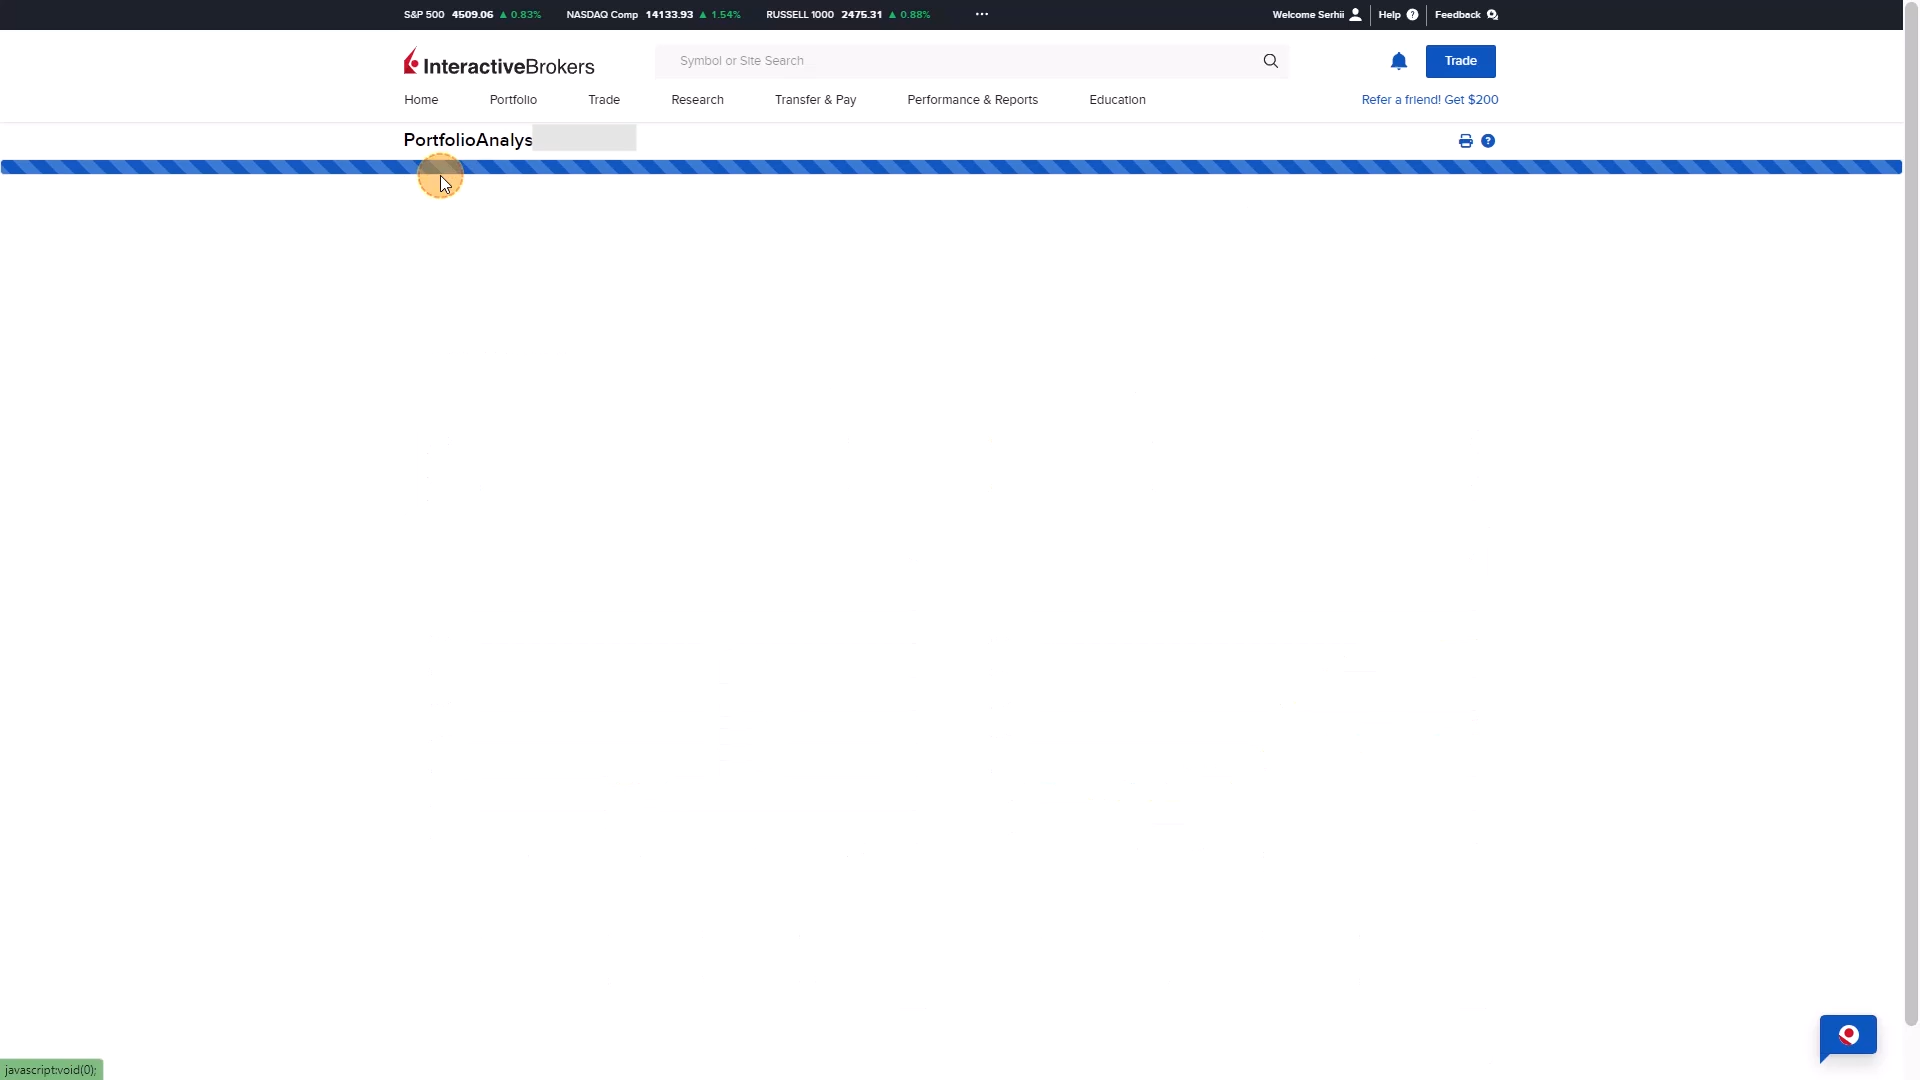 S&P 500 4509.06 ▲ 0.83% NASDAQ Comp 14133.93 ▲ 1.54% RUSSELL 1000 2475.31 ▲ 0.88% ••• Welcome Serhii Help ? Feedback
InteractiveBrokers Symbol or Site Search Trade
Home Portfolio Trade Research Transfer & Pay Performance & Reports Education Refer a friend! Get $200
PortfolioAnalys ?
javascript:void(0);